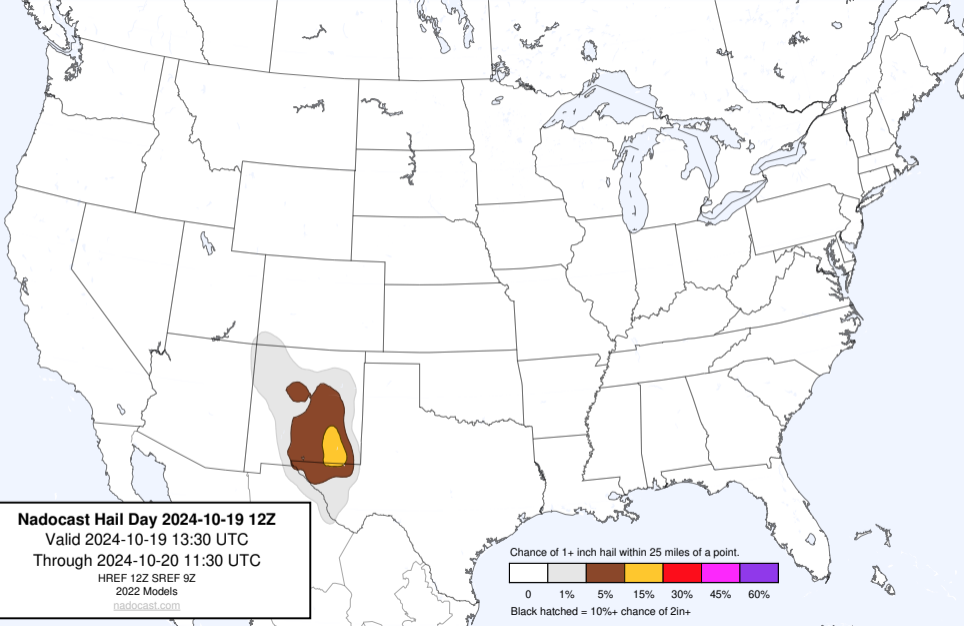 Nadocast Hail Day 2024-10-19 12Z
Valid 2024-10-19 13:30 UTC
Through 2024-10-20 11:30 UTC
HREF 12Z SREF 9Z
2022 Models
nadocast.com
Chance of 1+ inch hail within 25 miles of a point.
0 1% 5% 15% 30% 45% 60%
Black hatched = 10%+ chance of 2in+